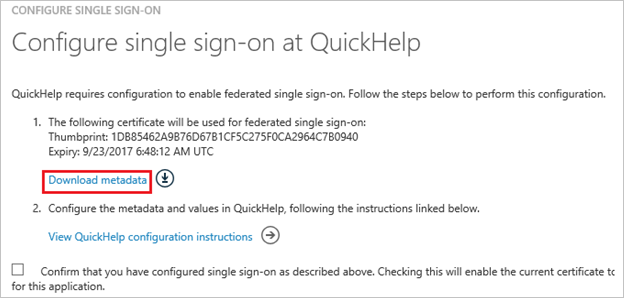 CONFIGURE SINGLE SIGN-ON
Configure single sign-on at QuickHelp
QuickHelp requires configuration to enable federated single sign-on. Follow the steps below to perform this configuration.
1. The following certificate will be used for federated single sign-on:
Thumbprint: 1DB85462A9B76D67B1CF5C275F0CA2964C7B0940
Expiry: 9/23/2017 6:48:12 AM UTC
Download metadata
2. Configure the metadata and values in QuickHelp, following the instructions linked below.
View QuickHelp configuration instructions
Confirm that you have configured single sign-on as described above. Checking this will enable the current certificate to
for this application.